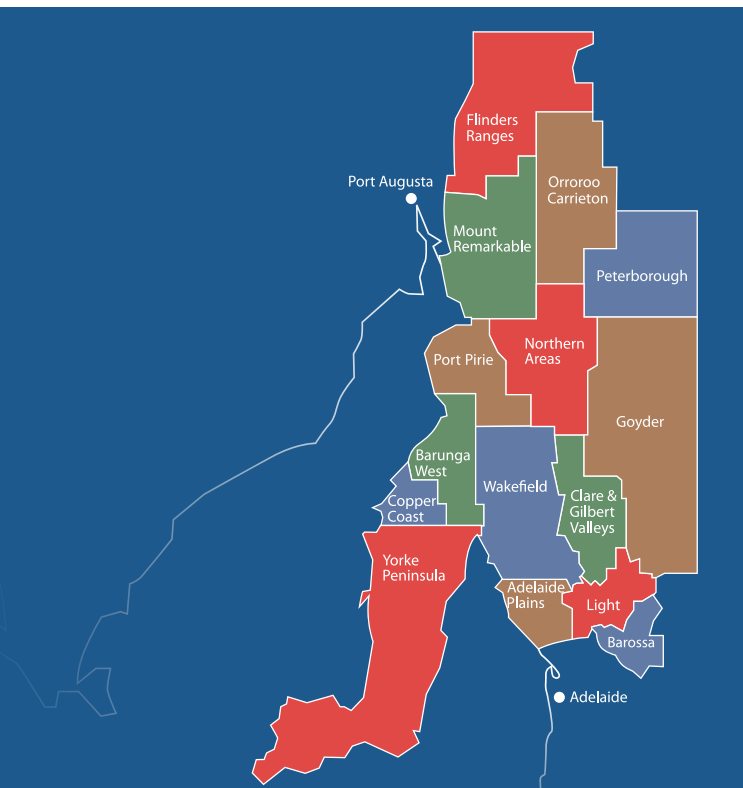 Flinders
Ranges
Port Augusta
Orroroo
Carrieton
Mount
Remarkable
Peterborough
Northern
Areas
Port Pirie
Goyder
Barunga
West
Wakefield
Clare &
Gilbert
Valleys
Copper
Coast
Yorke
Peninsula
Adelaide
Plains
Light
Barossa
Adelaide